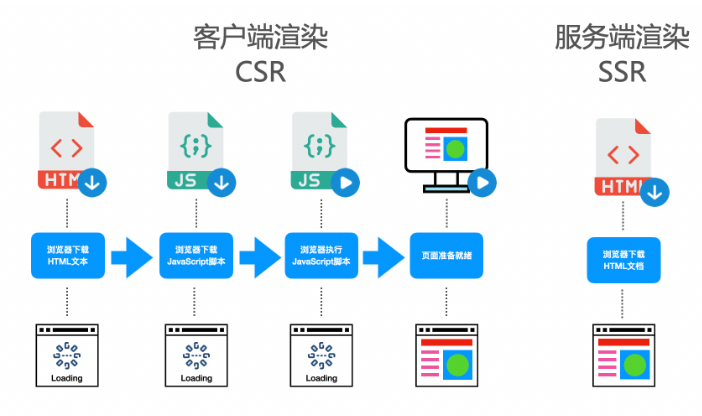 客户端渲染
CSR
服务端渲染
SSR
HTML
JS
JS
HTML
浏览器下载
HTML文本
浏览器下载
JavaScript脚本
浏览器执行
JavaScript脚本
页面准备就绪
浏览器下载
HTML文档
Loading
Loading
Loading